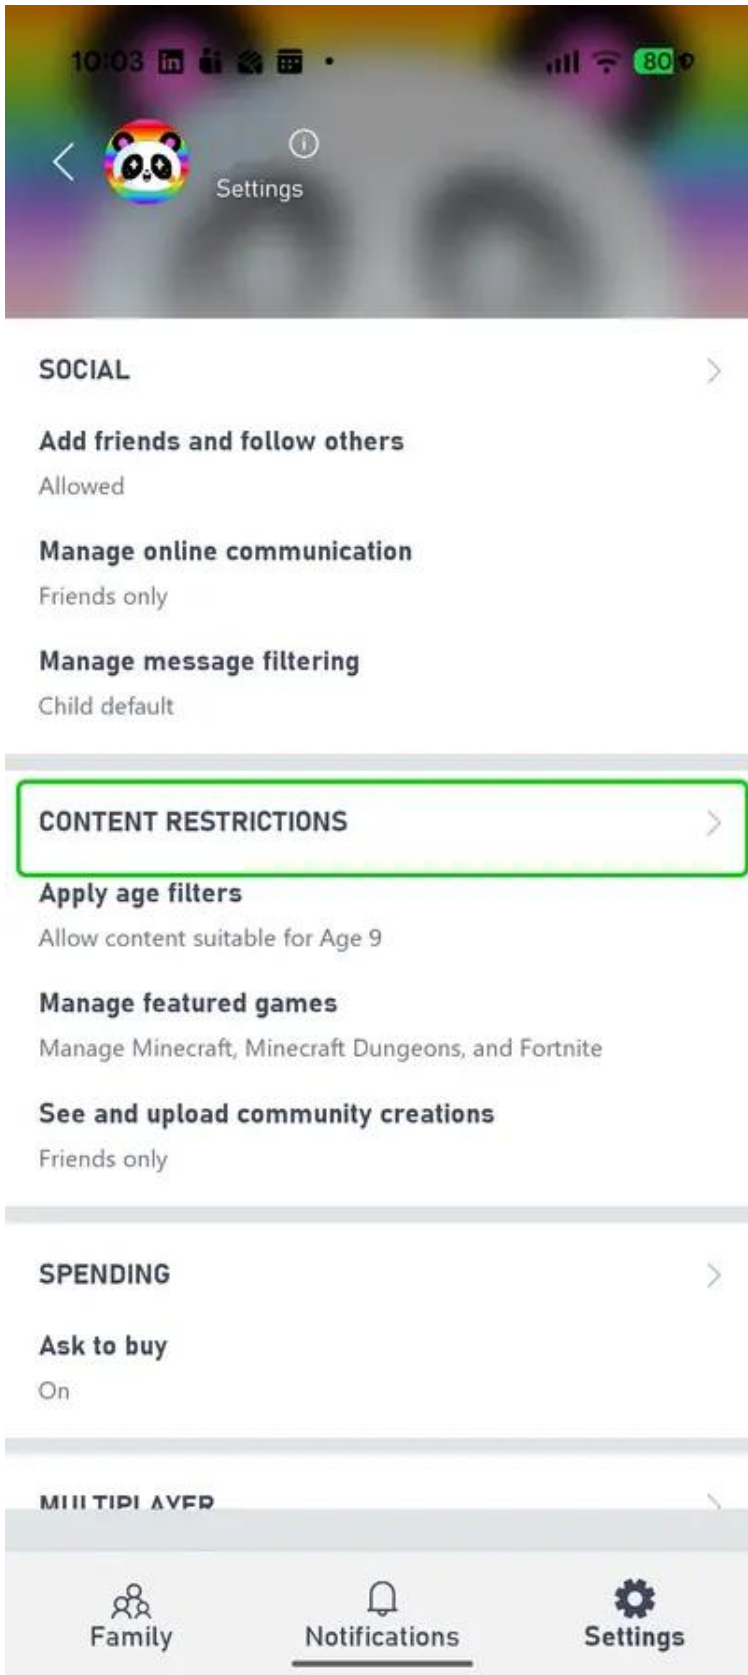 10:03
80
Settings
SOCIAL
Add friends and follow others
Allowed
Manage online communication
Friends only
Manage message filtering
Child default
CONTENT RESTRICTIONS
Apply age filters
Allow content suitable for Age 9
Manage featured games
Manage Minecraft, Minecraft Dungeons, and Fortnite
See and upload community creations
Friends only
SPENDING
Ask to buy
On
MULTIPLAYER
Family
Notifications
Settings